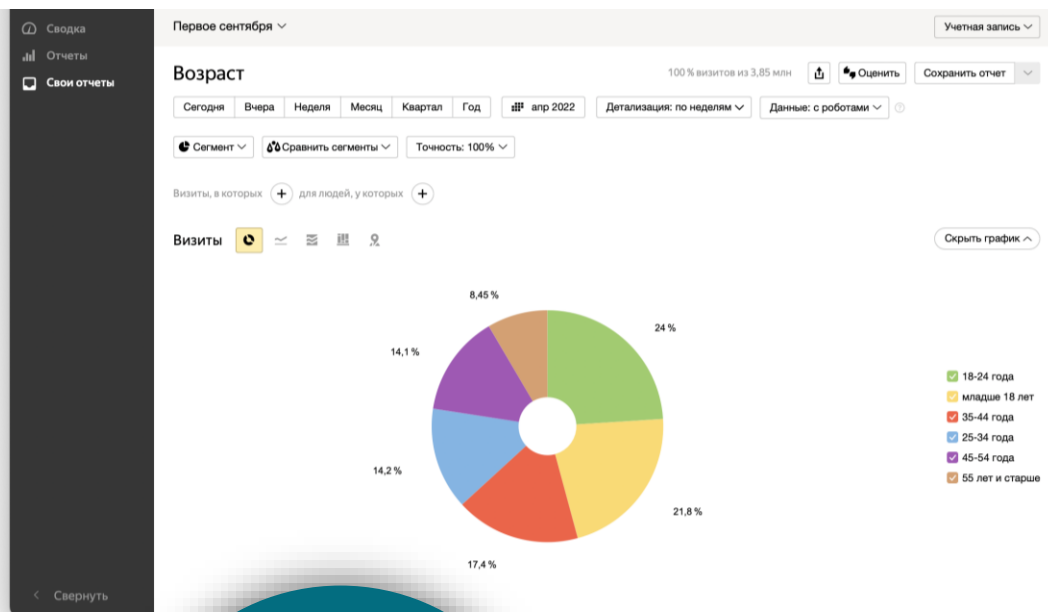 Сводка
Отчеты
Свои отчеты
Свернуть
Первое сентября
Учетная запись
Возраст
100 % визитов из 3,85 млн
Оценить
Сохранить отчет
Сегодня Вчера Неделя Месяц Квартал Год апр 2022 Детализация: по неделям Данные: с роботами
Сегмент Сравнить сегменты Точность: 100%
Визиты, в которых + для людей, у которых +
Визиты
Скрыть график
8,45 %
24 %
14,1 %
14,2 %
21,8 %
17,4 %
18-24 года
младше 18 лет
35-44 года
25-34 года
45-54 года
55 лет и старше